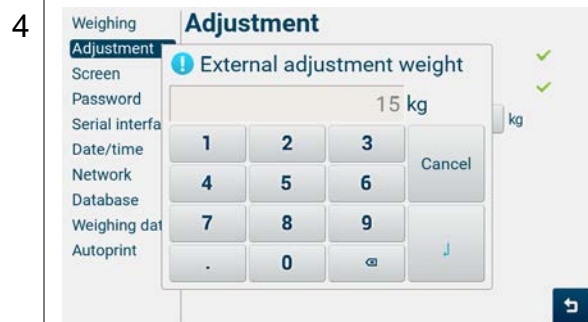 4
Weighing
Adjustment
Adjustment
Screen
Password
Serial interfa
Date/time
Network
Database
Weighing dat
Autoprint
External adjustment weight
15 kg
kg
1 2 3 Cancel
4 5 6
7 8 9
. 0